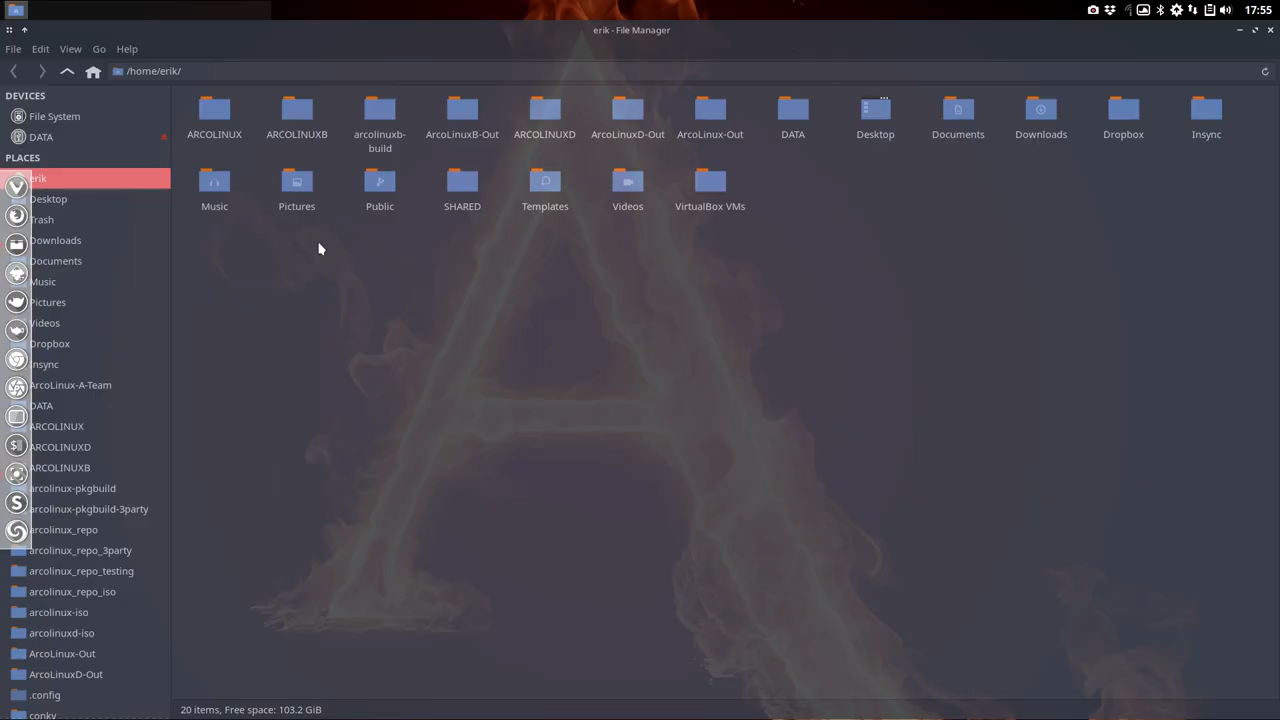 17:55
erik - File Manager
File Edit View Go Help
/home/erik/
DEVICES
File System
DATA
PLACES
erik
Desktop
Trash
Downloads
Documents
Music
Pictures
Videos
Dropbox
Insync
ArcoLinux-A-Team
DATA
ARCOLINUX
ARCOLINUXD
ARCOLINUXB
arcolinux-pkgbuild
arcolinux-pkgbuild-3party
arcolinux_repo
arcolinux_repo_3party
arcolinux_repo_testing
arcolinux_repo_iso
arcolinux-iso
arcolinuxd-iso
ArcoLinux-Out
ArcoLinuxD-Out
.config
conky
ARCOLINUX ARCOLINUXB arcolinuxb-build ArcoLinuxB-Out ARCOLINUXD ArcoLinuxD-Out ArcoLinux-Out DATA Desktop Documents Downloads Dropbox Insync
Music Pictures Public SHARED Templates Videos VirtualBox VMs
20 items, Free space: 103.2 GiB